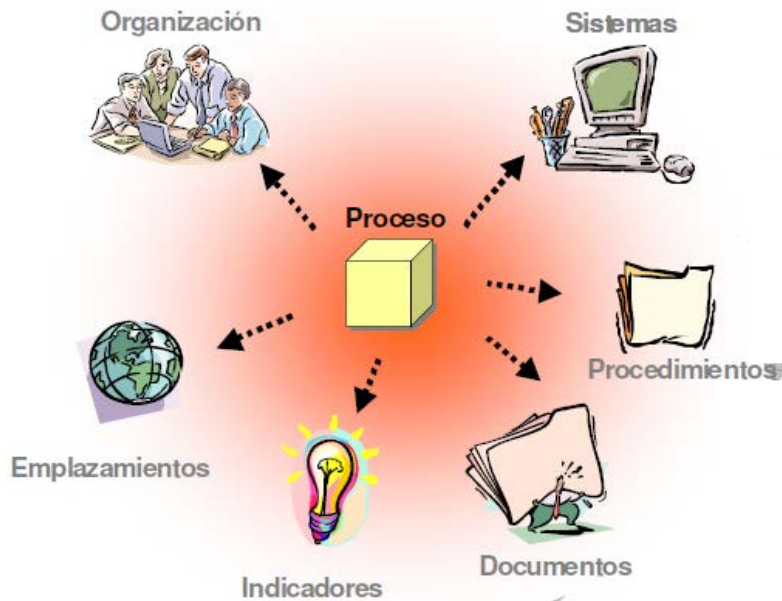 Organización
Sistemas
Proceso
Procedimientos
Emplazamientos
Indicadores
Documentos